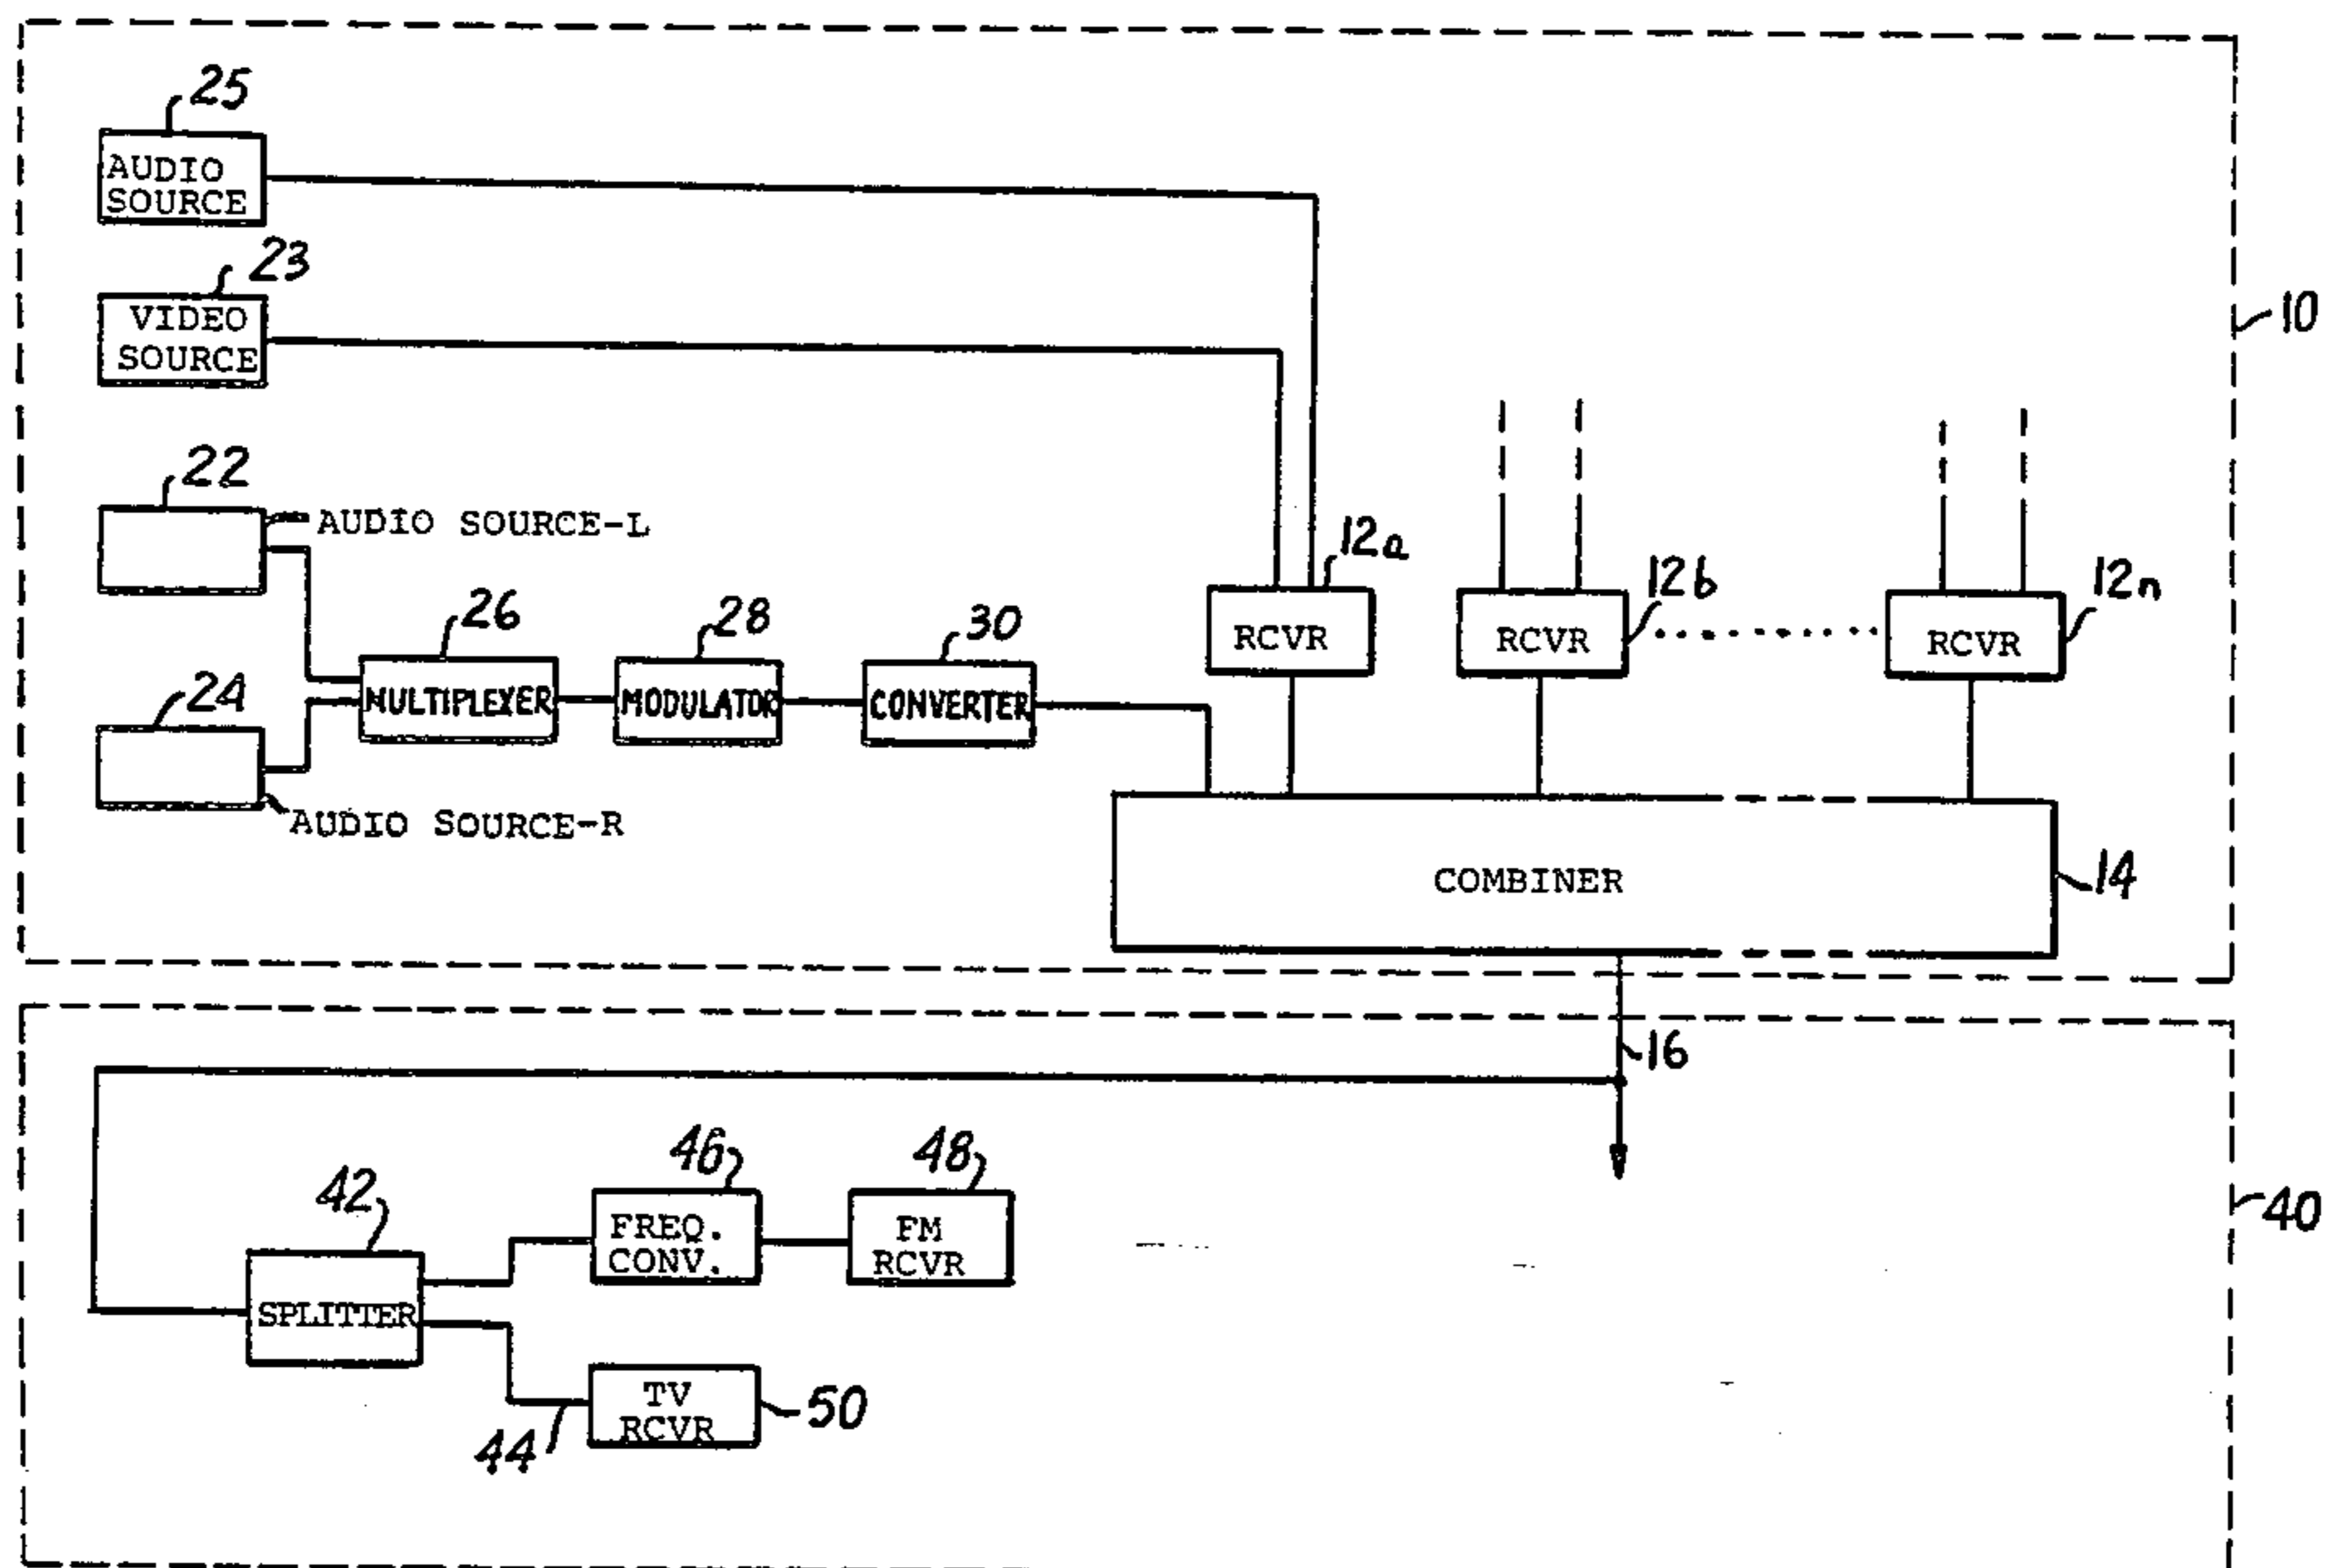 25
AUDIO
SOURCE
23
VIDEO
SOURCE
10
22
AUDIO SOURCE-L
12a
RCVR
12b
RCVR
12n
RCVR
26
MULTIPLEXER
28
MODULATOR
30
CONVERTER
24
AUDIO SOURCE-R
COMBINER
14
16
42
SPLITTER
46
FREQ.
CONV.
48
FM
RCVR
40
44
TV
RCVR
50